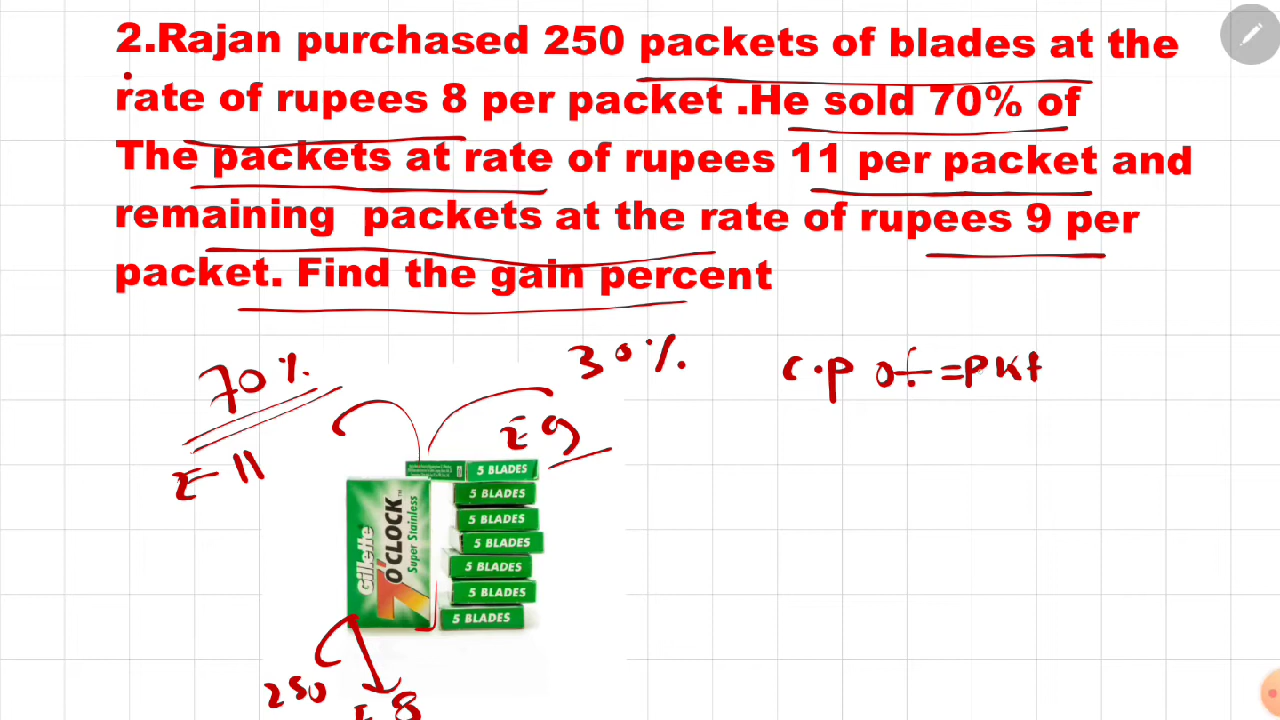 2.Rajan purchased 250 packets of blades at the
rate of rupees 8 per packet .He sold 70% of
The packets at rate of rupees 11 per packet and
remaining packets at the rate of rupees 9 per
packet. Find the gain percent
70%
30%
C.P of = PKt
11
9
5 BLADES
5 BLADES
5 BLADES
5 BLADES
5 BLADES
5 BLADES
5 BLADES
Gillette
7 O'CLOCK™
Super Stainless
250
8